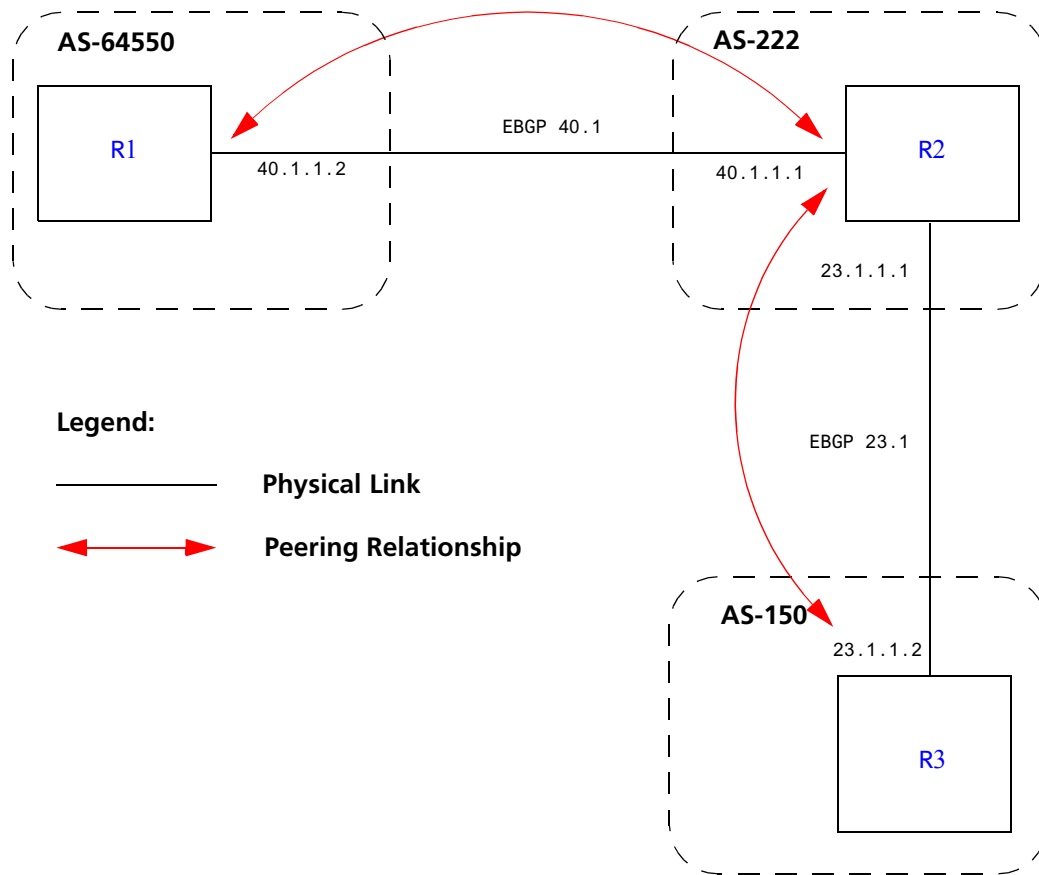 AS-64550
AS-222
R1
EBGP 40.1
R2
40.1.1.2
40.1.1.1
23.1.1.1
Legend:
EBGP 23.1
Physical Link
Peering Relationship
AS-150
23.1.1.2
R3